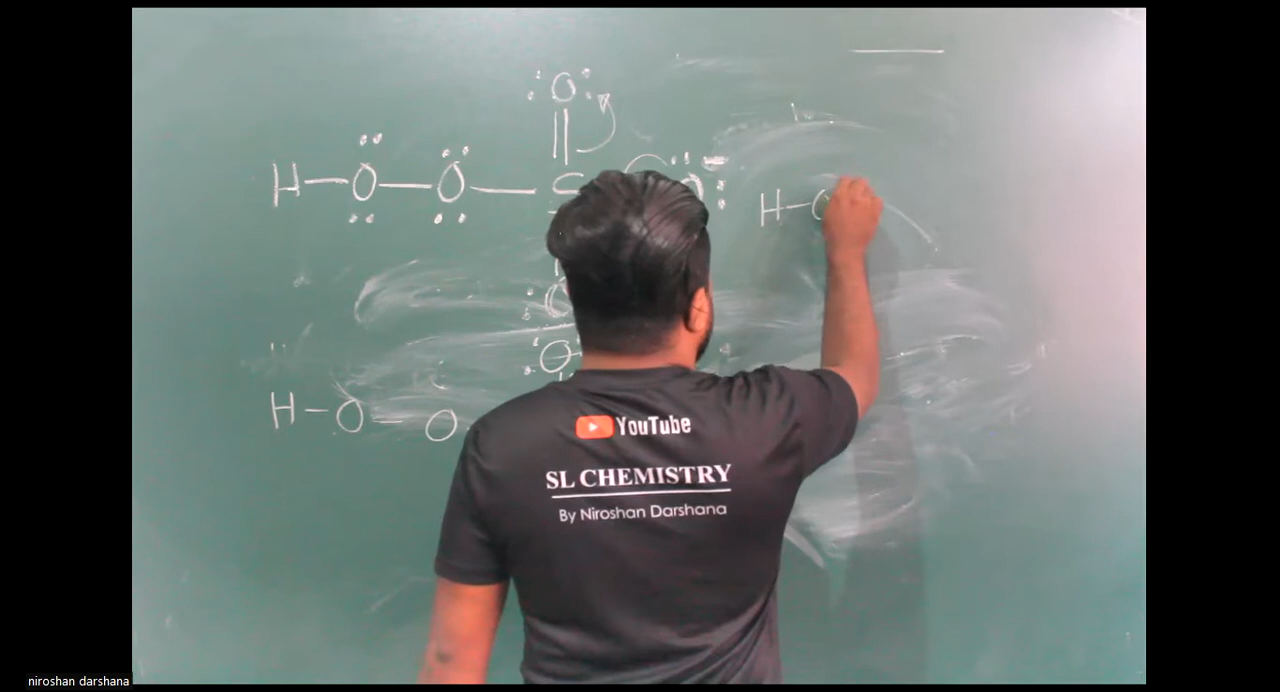 O
H—O—O—S O
H—O
O
O
H—O—O
YouTube
SL CHEMISTRY
By Niroshan Darshana
niroshan darshana